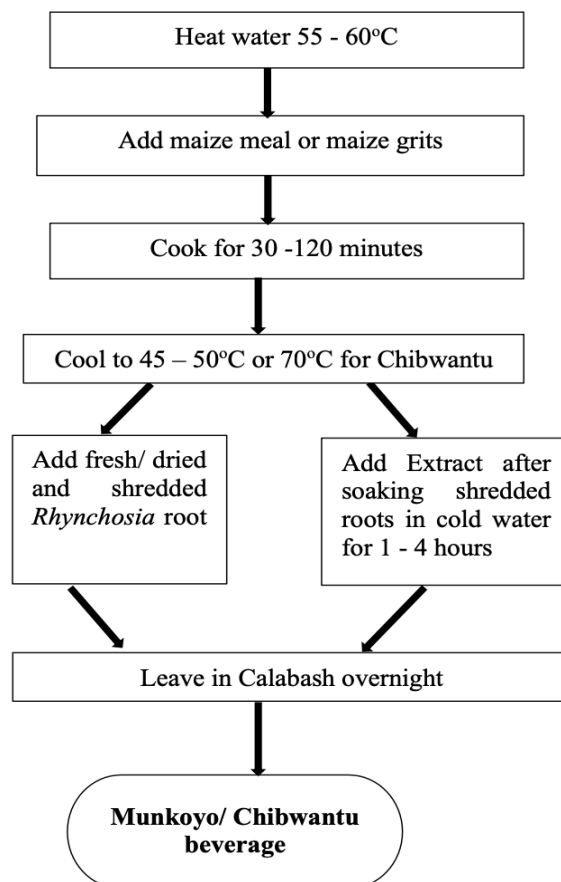 Heat water 55 - 60°C
Add maize meal or maize grits
Cook for 30 -120 minutes
Cool to 45 – 50°C or 70°C for Chibwantu
Add fresh/ dried
and shredded
Rhynchosia root
Add Extract after
soaking shredded
roots in cold water
for 1 - 4 hours
Leave in Calabash overnight
Munkoyo/ Chibwantu
beverage